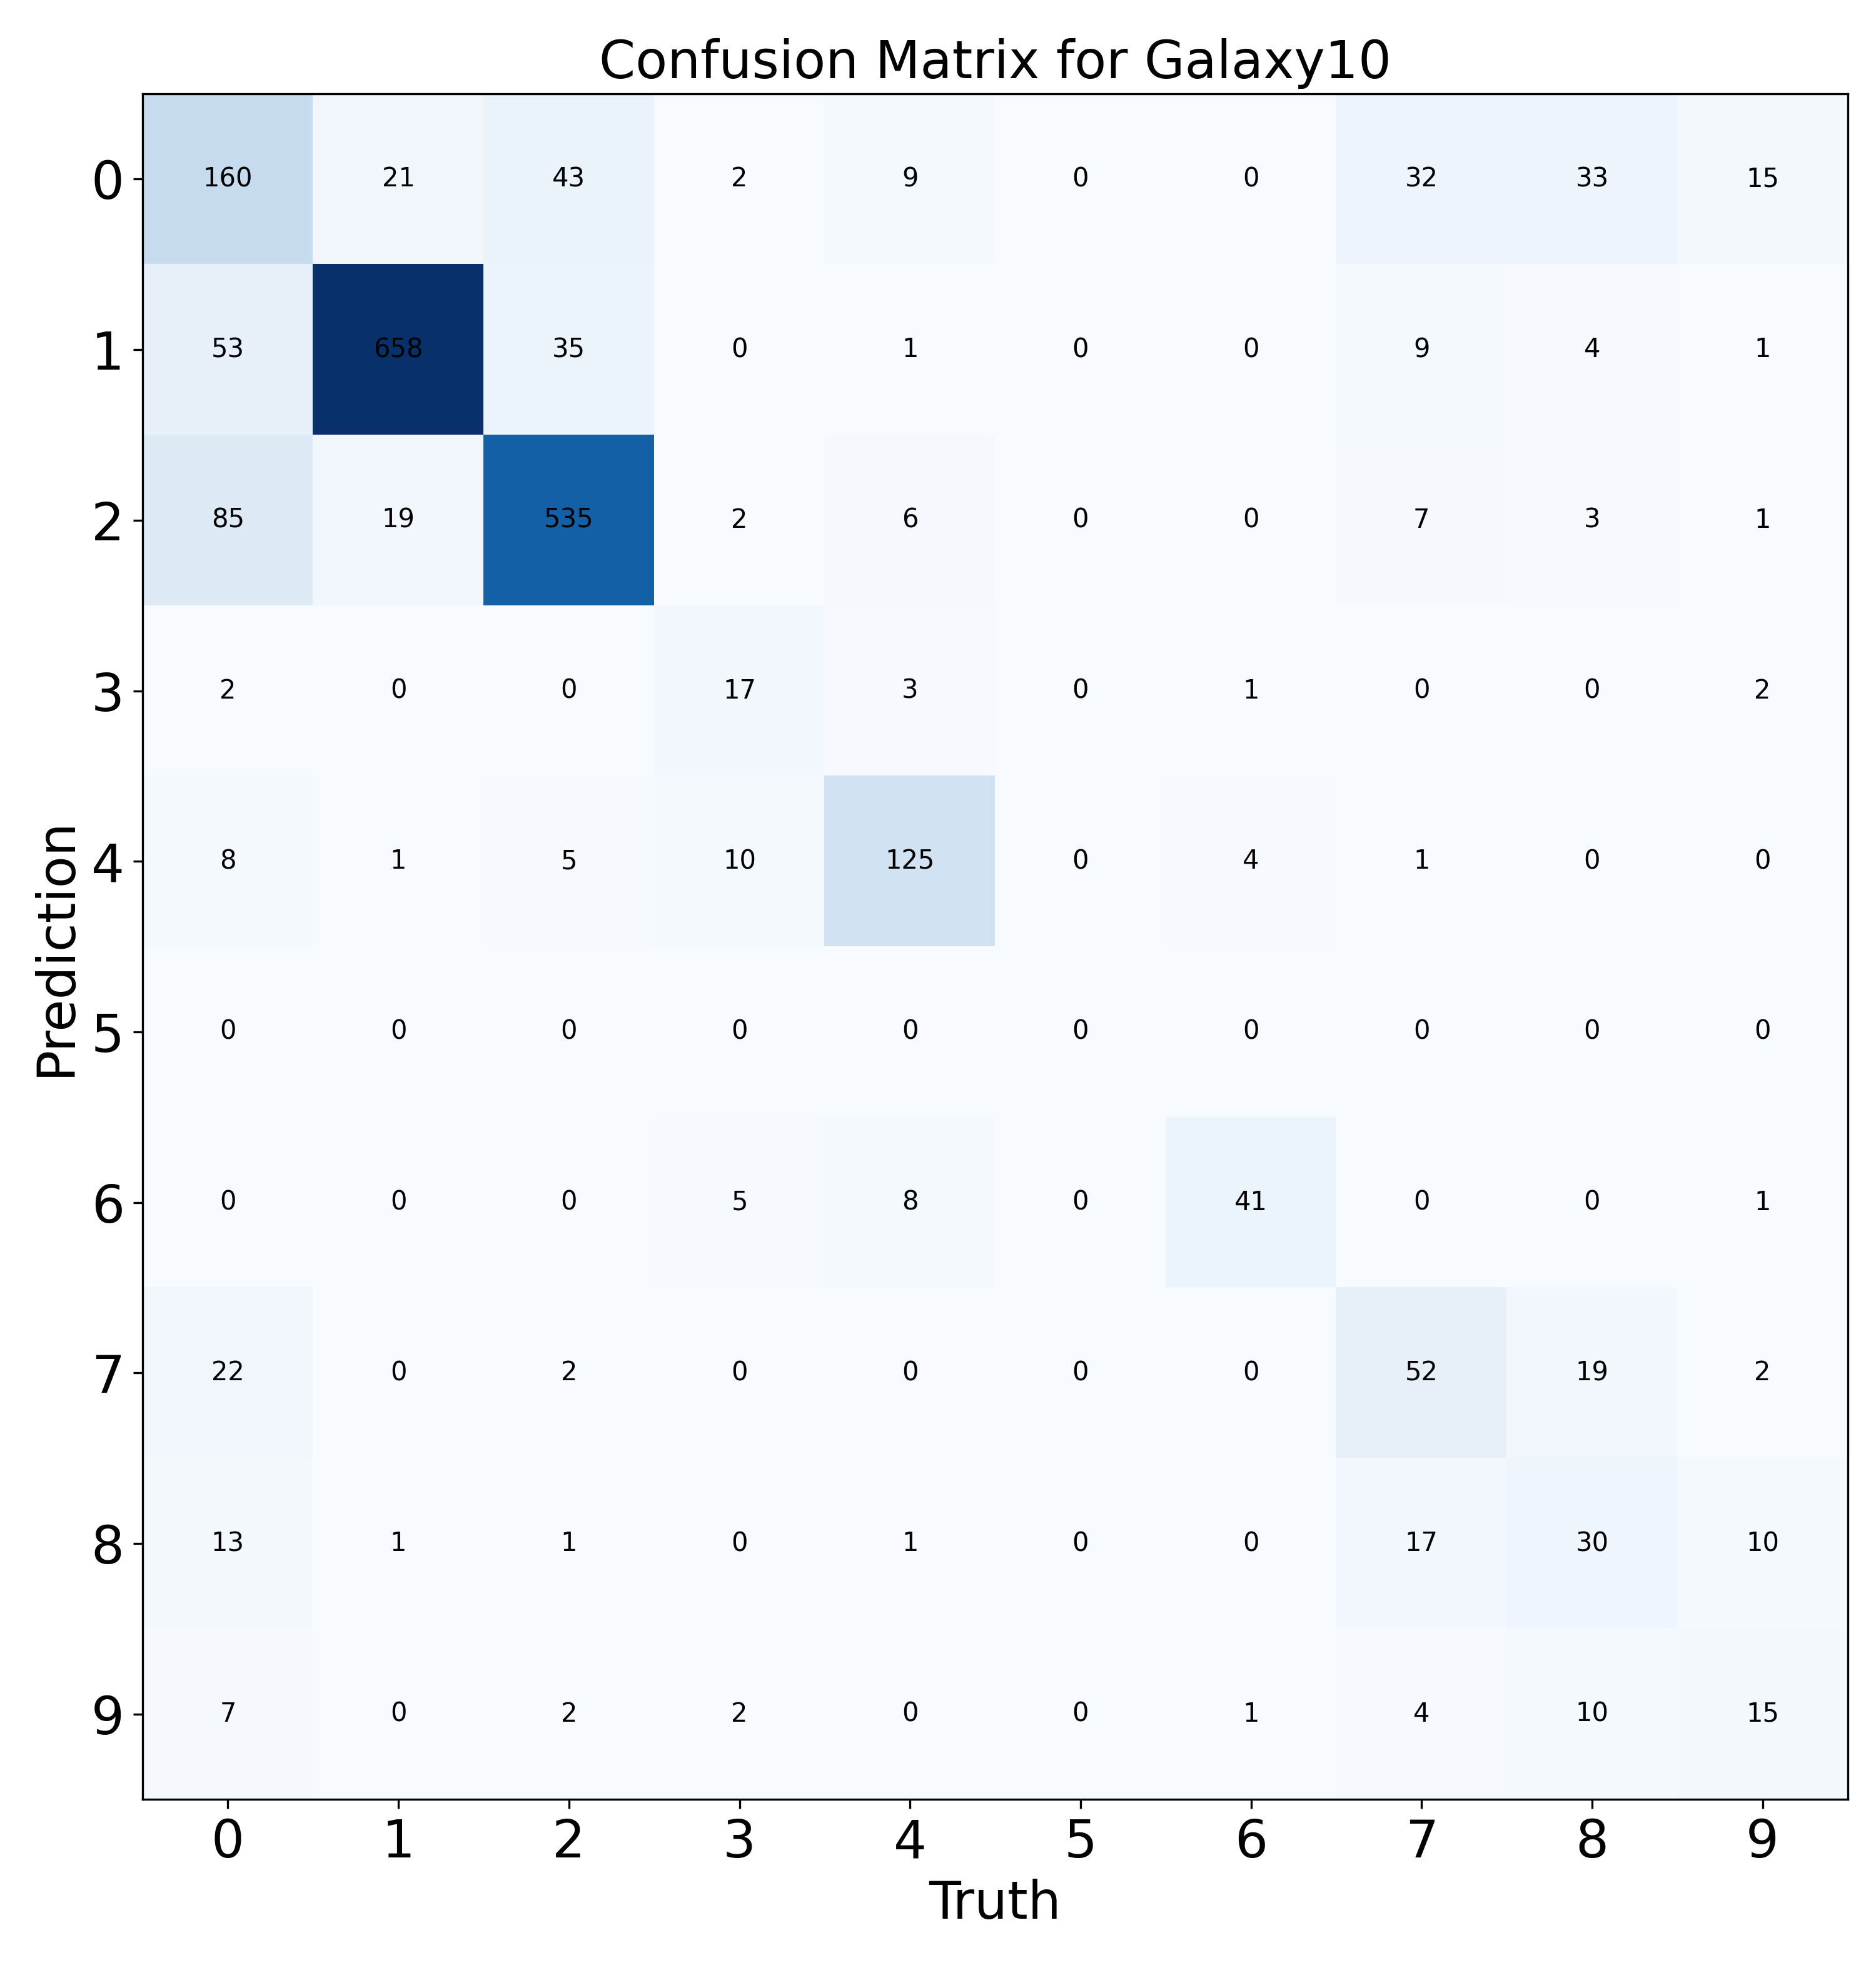 Confusion Matrix for Galaxy10
Prediction
0 160 21 43 2 9 0 0 32 33 15
1 53 658 35 0 1 0 0 9 4 1
2 85 19 535 2 6 0 0 7 3 1
3 2 0 0 17 3 0 1 0 0 2
4 8 1 5 10 125 0 4 1 0 0
5 0 0 0 0 0 0 0 0 0 0
6 0 0 0 5 8 0 41 0 0 1
7 22 0 2 0 0 0 0 52 19 2
8 13 1 1 0 1 0 0 17 30 10
9 7 0 2 2 0 0 1 4 10 15
0 1 2 3 4 5 6 7 8 9
Truth